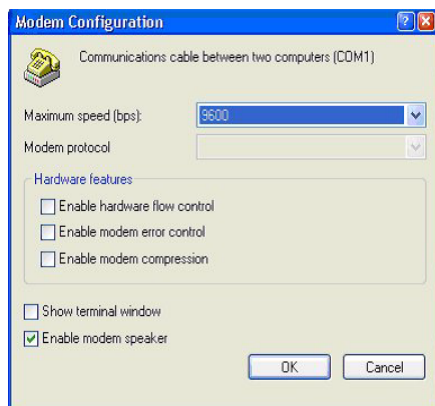 Modem Configuration
Communications cable between two computers (COM1)
Maximum speed (bps):
9600
Modem protocol
Hardware features
Enable hardware flow control
Enable modem error control
Enable modem compression
Show terminal window
Enable modem speaker
OK
Cancel